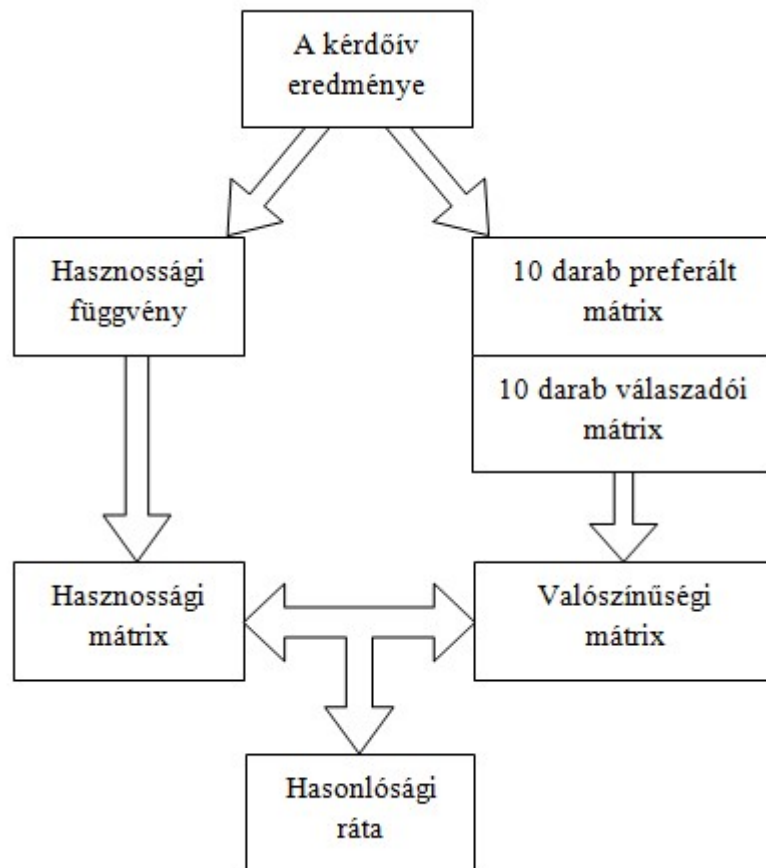 A kérdőív
eredménye
Hasznossági
függvény
10 darab preferált
mátrix
10 darab válaszadói
mátrix
Hasznossági
mátrix
Valószínűségi
mátrix
Hasonlósági
ráta